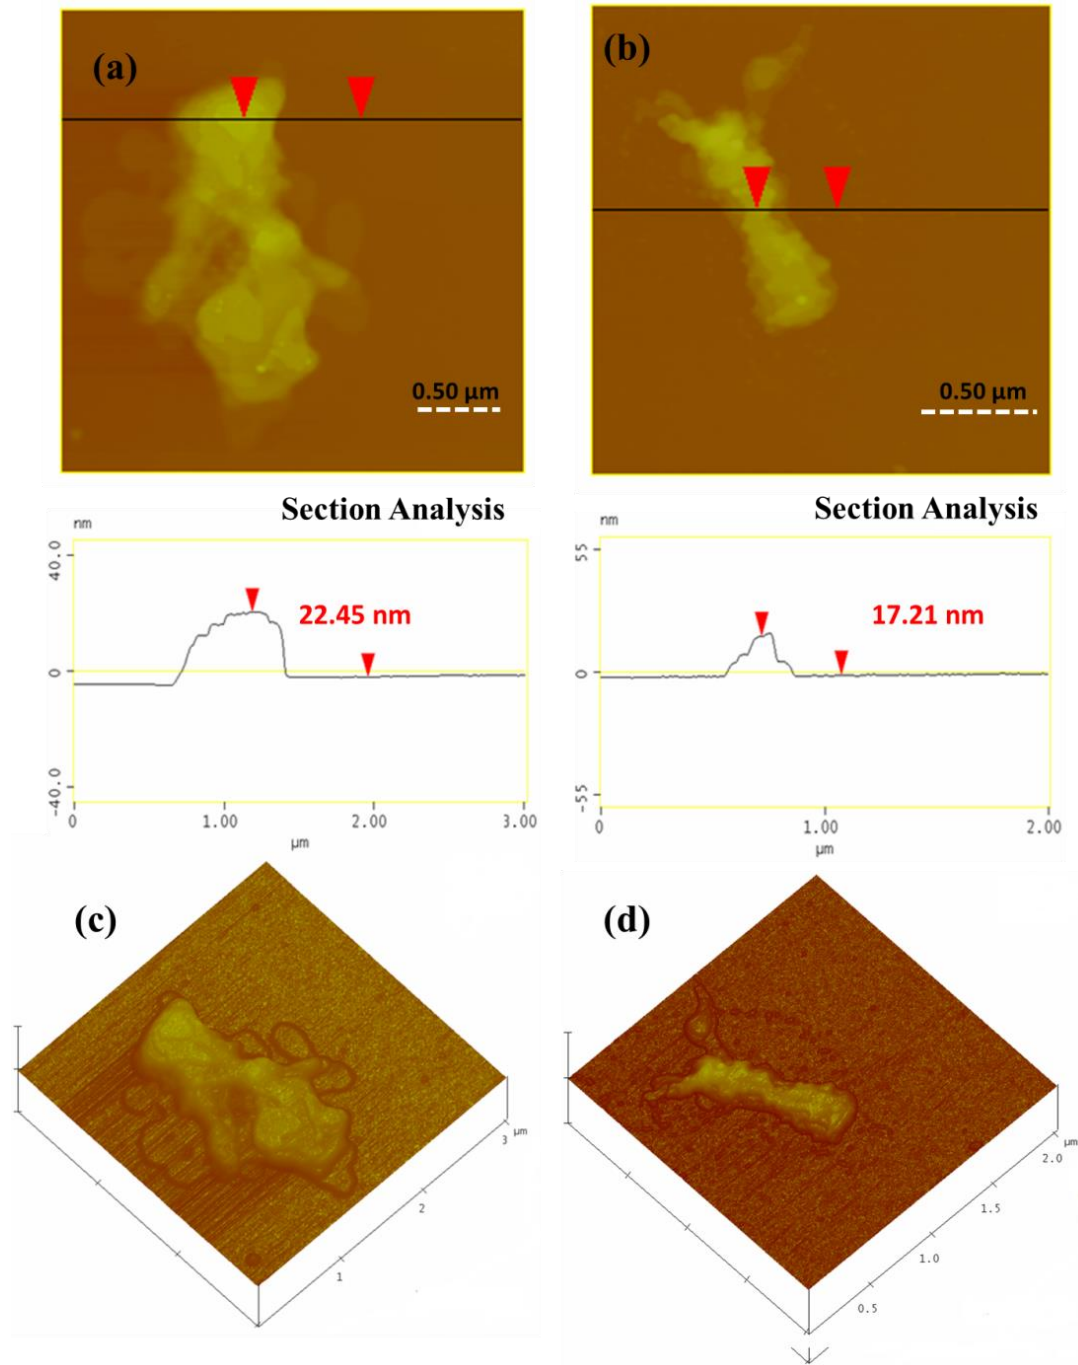 (a)
0.50 µm
(b)
0.50 µm
Section Analysis
nm
40.0
0
-40.0
22.45 nm
0 1.00 2.00 3.00
µm
Section Analysis
nm
55
0
-55
17.21 nm
0 1.00 2.00
µm
(c)
3 µm
2
1
(d)
µm
2.0
1.5
1.0
0.5